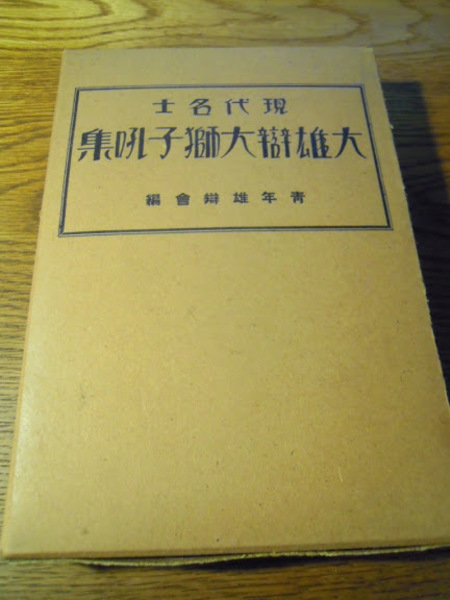 現代名士
大雄辯大獅子吼集
青年雄辯會編